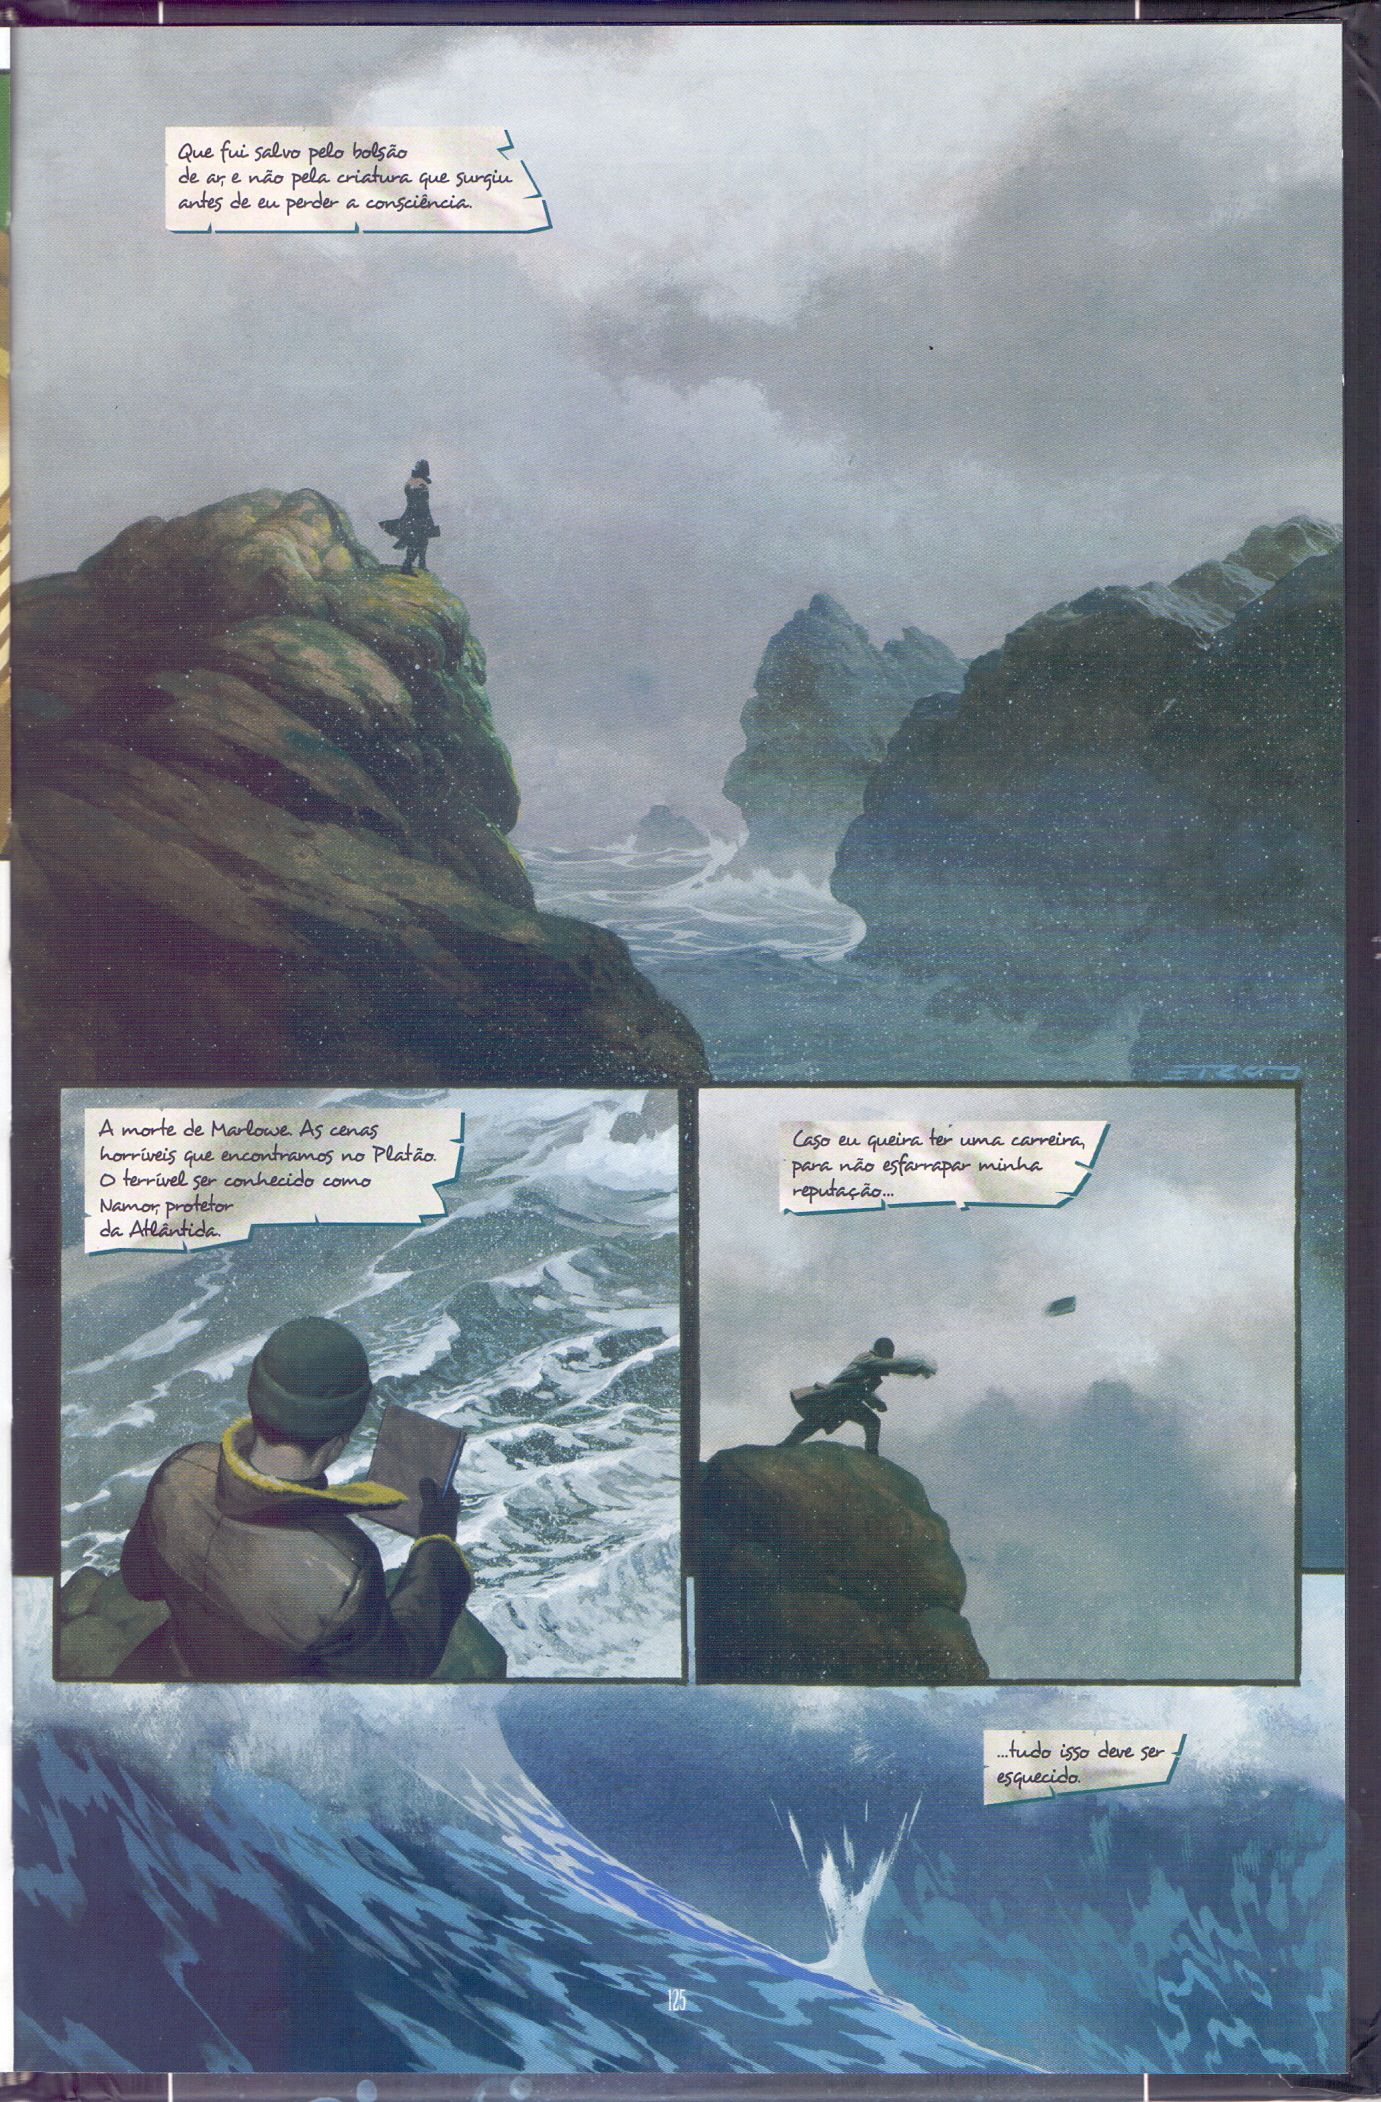 Que fui salvo pelo bolsão
de ar, e não pela criatura que surgiu
antes de eu perder a consciência.
A morte de Marlowe. As cenas
horríveis que encontramos no Platão.
O terrível ser conhecido como
Namor, protetor
da Atlântida.
Caso eu queira ter uma carreira,
para não esfarrapar minha
reputação...
...tudo isso deve ser
esquecido.
125